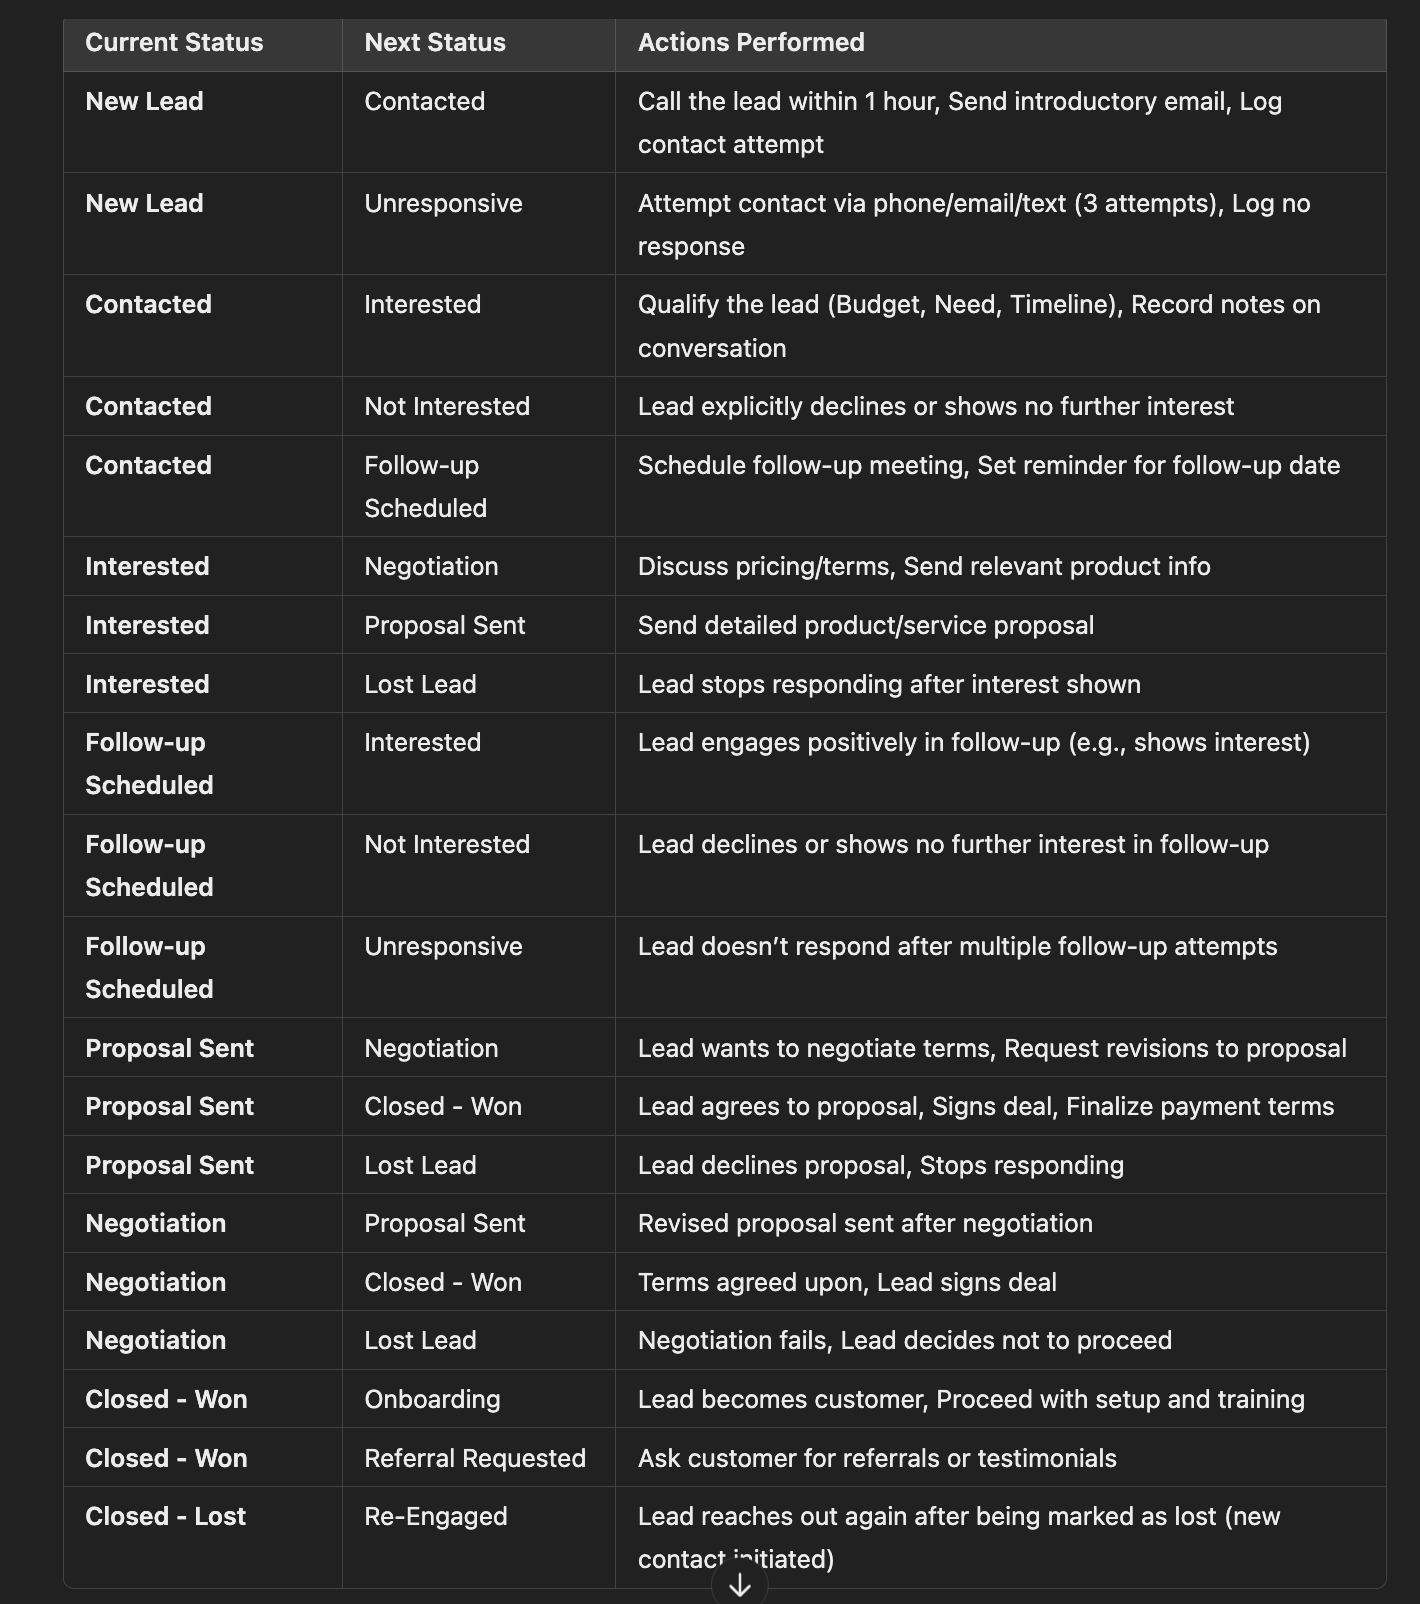 Current Status Next Status Actions Performed
New Lead Contacted Call the lead within 1 hour, Send introductory email, Log
contact attempt
New Lead Unresponsive Attempt contact via phone/email/text (3 attempts), Log no
response
Contacted Interested Qualify the lead (Budget, Need, Timeline), Record notes on
conversation
Contacted Not Interested Lead explicitly declines or shows no further interest
Contacted Follow-up Schedule follow-up meeting, Set reminder for follow-up date
Scheduled
Interested Negotiation Discuss pricing/terms, Send relevant product info
Interested Proposal Sent Send detailed product/service proposal
Interested Lost Lead Lead stops responding after interest shown
Follow-up Interested Lead engages positively in follow-up (e.g., shows interest)
Scheduled
Follow-up Not Interested Lead declines or shows no further interest in follow-up
Scheduled
Follow-up Unresponsive Lead doesn’t respond after multiple follow-up attempts
Scheduled
Proposal Sent Negotiation Lead wants to negotiate terms, Request revisions to proposal
Proposal Sent Closed - Won Lead agrees to proposal, Signs deal, Finalize payment terms
Proposal Sent Lost Lead Lead declines proposal, Stops responding
Negotiation Proposal Sent Revised proposal sent after negotiation
Negotiation Closed - Won Terms agreed upon, Lead signs deal
Negotiation Lost Lead Negotiation fails, Lead decides not to proceed
Closed - Won Onboarding Lead becomes customer, Proceed with setup and training
Closed - Won Referral Requested Ask customer for referrals or testimonials
Closed - Lost Re-Engaged Lead reaches out again after being marked as lost (new
contact initiated)